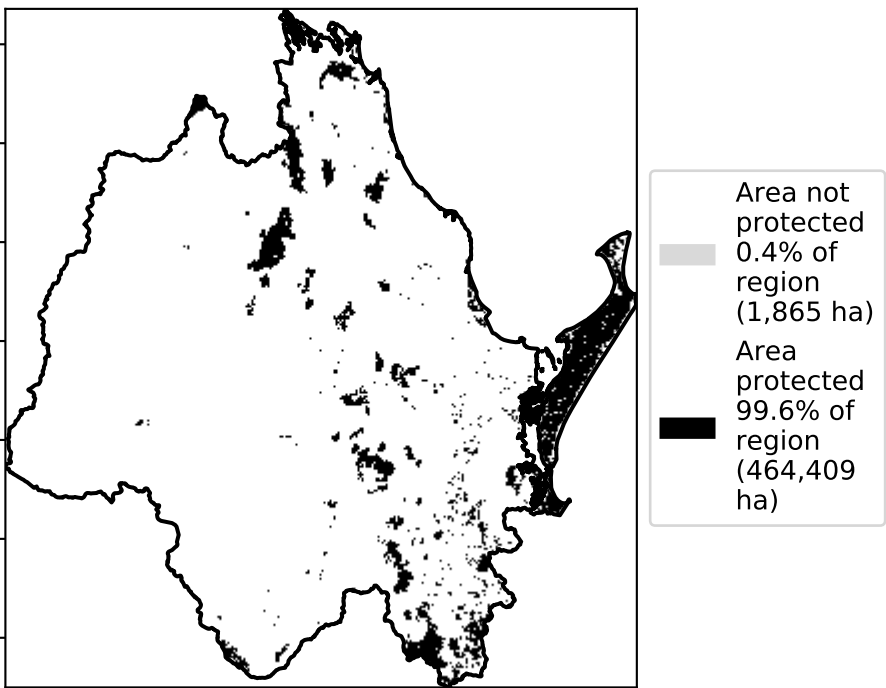 Area not
protected
0.4% of
region
(1,865 ha)
Area
protected
99.6% of
region
(464,409
ha)